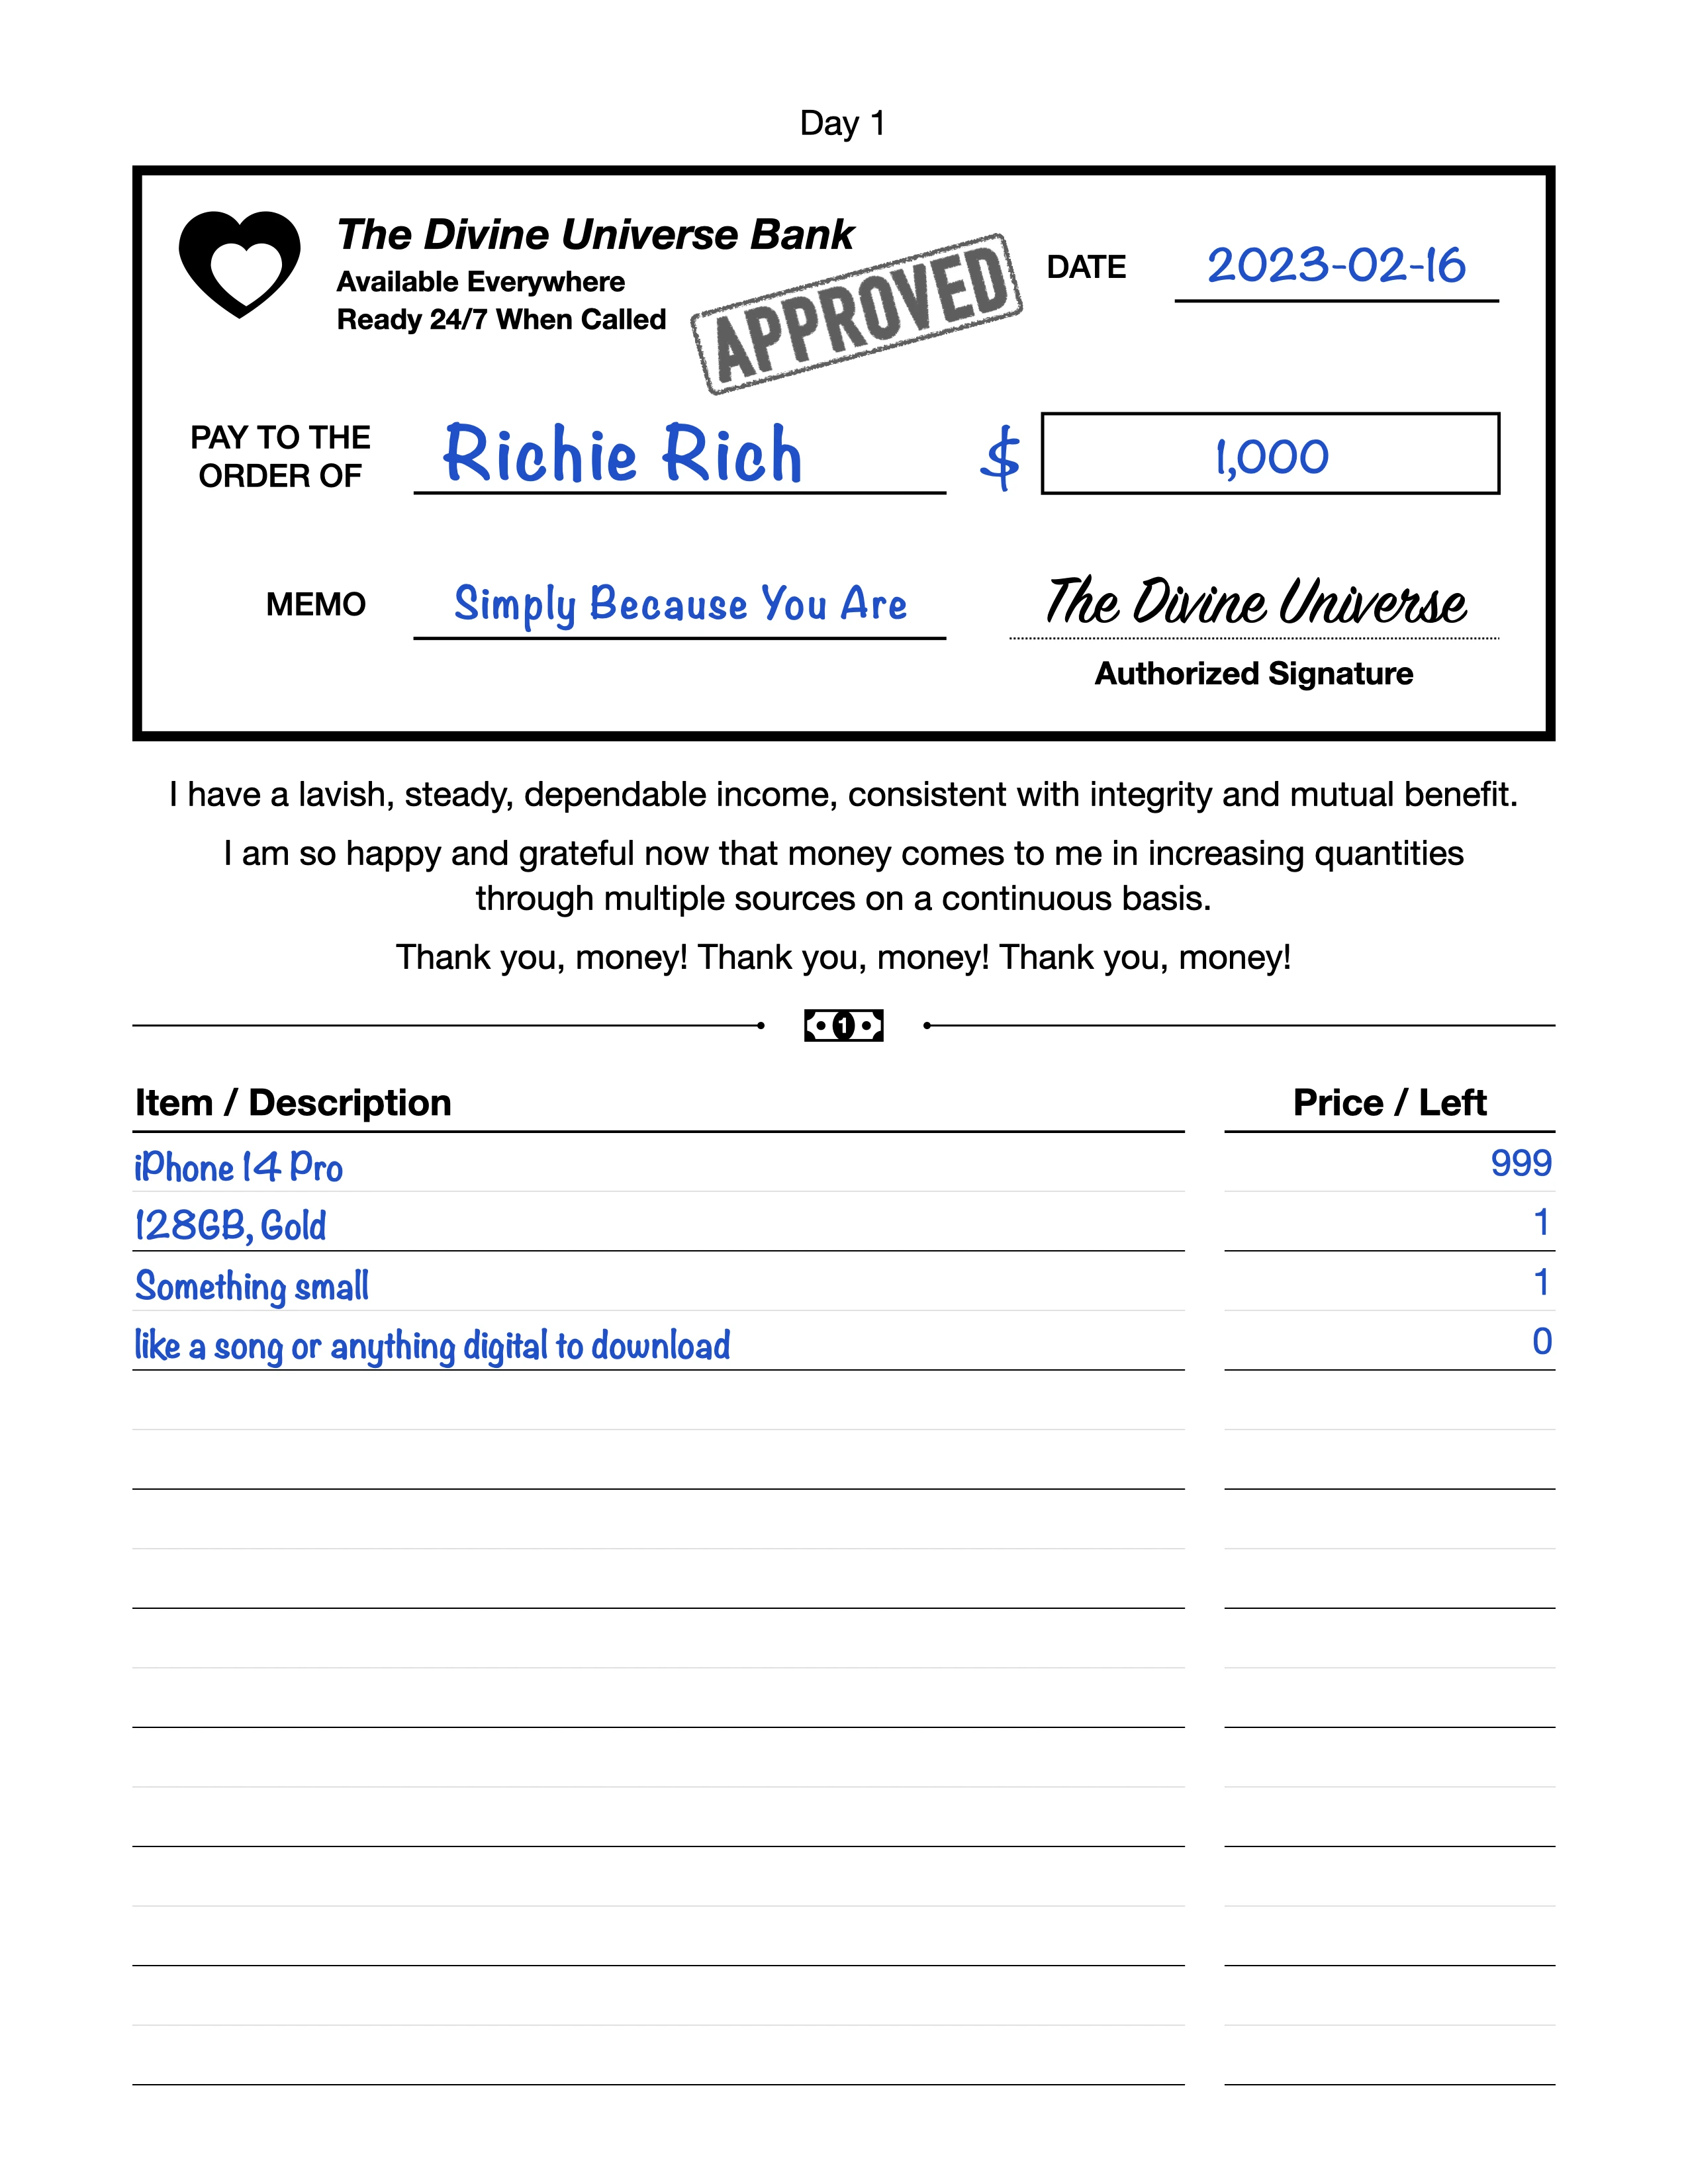 Day 1
The Divine Universe Bank
Available Everywhere
Ready 24/7 When Called
APPROVED
DATE 2023-02-16
PAY TO THE
ORDER OF Richie Rich $ 1,000
MEMO Simply Because You Are The Divine Universe
Authorized Signature
I have a lavish, steady, dependable income, consistent with integrity and mutual benefit.
I am so happy and grateful now that money comes to me in increasing quantities
through multiple sources on a continuous basis.
Thank you, money! Thank you, money! Thank you, money!
1
Item / Description Price / Left
iPhone 14 Pro 999
128GB, Gold 1
Something small 1
like a song or anything digital to download 0